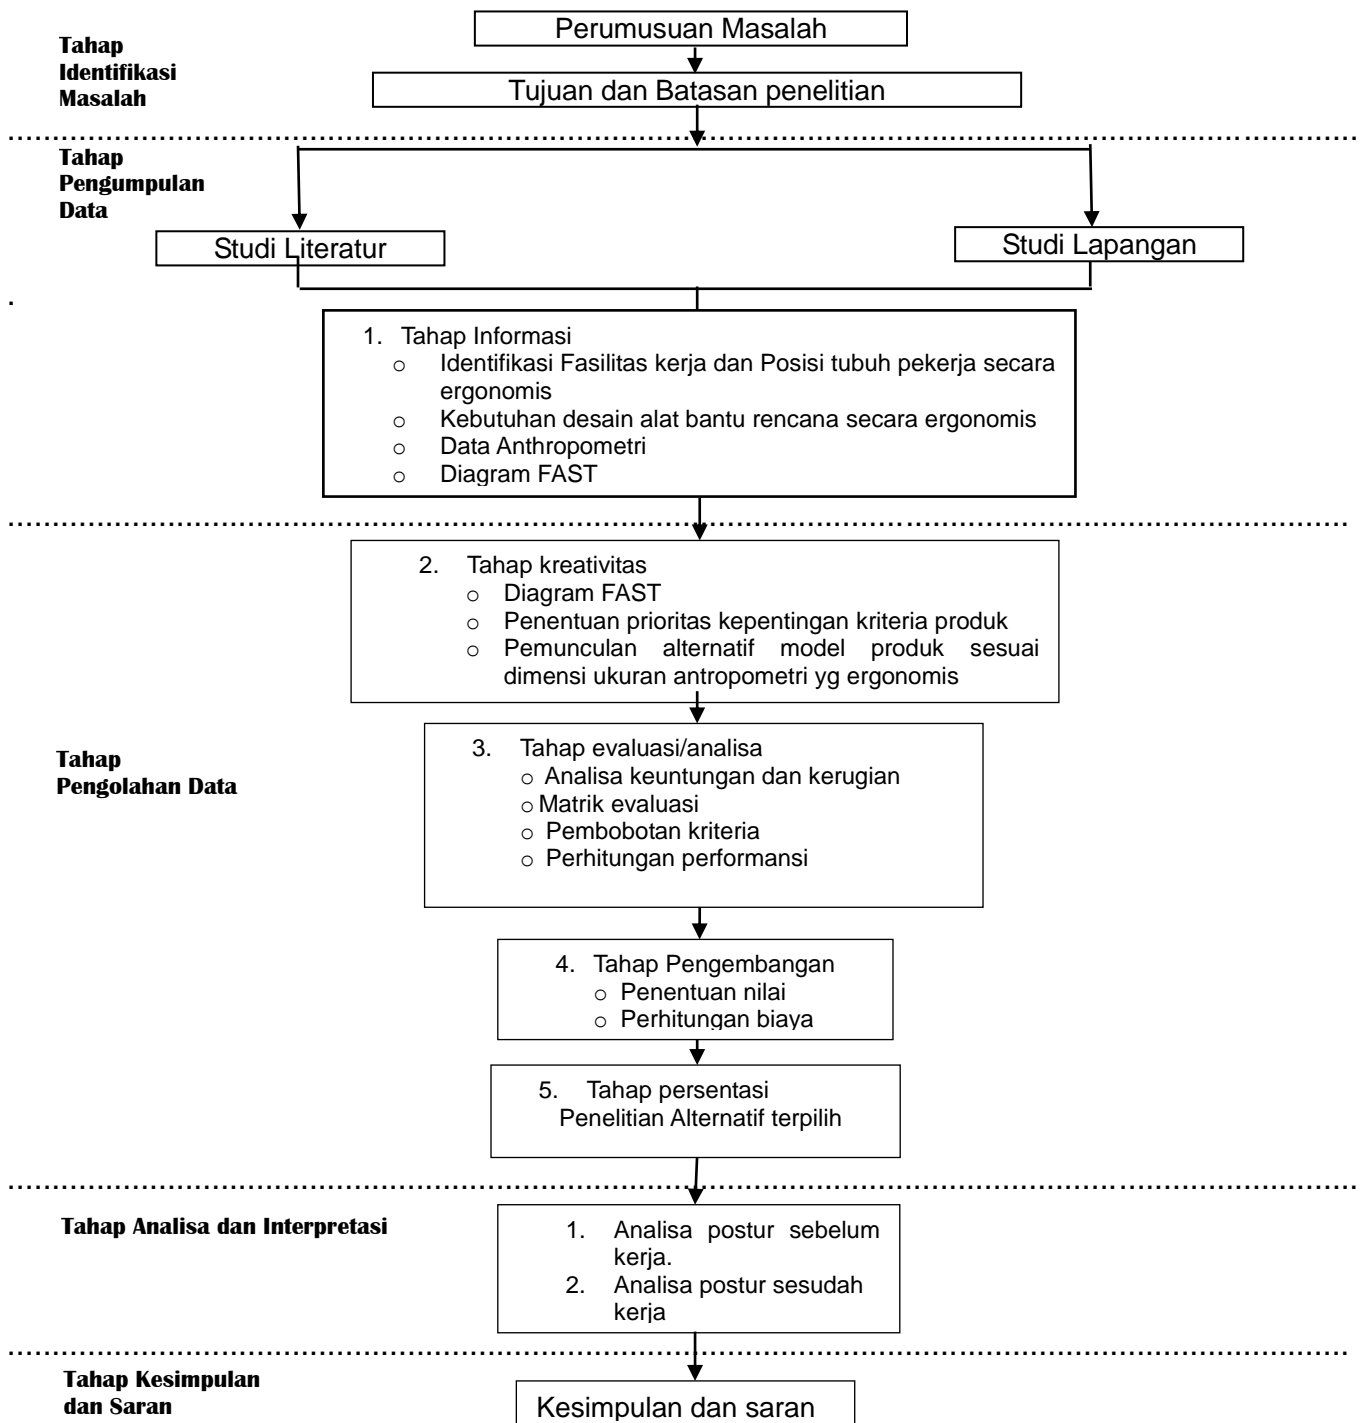 Perumusuan Masalah
Tahap
Identifikasi
Masalah
Tujuan dan Batasan penelitian
Tahap
Pengumpulan
Data
Studi Literatur
Studi Lapangan
1. Tahap Informasi
o Identifikasi Fasilitas kerja dan Posisi tubuh pekerja secara
ergonomis
o Kebutuhan desain alat bantu rencana secara ergonomis
o Data Anthropometri
o Diagram FAST
2. Tahap kreativitas
o Diagram FAST
o Penentuan prioritas kepentingan kriteria produk
o Pemunculan alternatif model produk sesuai
dimensi ukuran antropometri yg ergonomis
Tahap
Pengolahan Data
3. Tahap evaluasi/analisa
o Analisa keuntungan dan kerugian
o Matrik evaluasi
o Pembobotan kriteria
o Perhitungan performansi
4. Tahap Pengembangan
o Penentuan nilai
o Perhitungan biaya
5. Tahap persentasi
Penelitian Alternatif terpilih
Tahap Analisa dan Interpretasi
1. Analisa postur sebelum
kerja.
2. Analisa postur sesudah
kerja
Tahap Kesimpulan
dan Saran
Kesimpulan dan saran